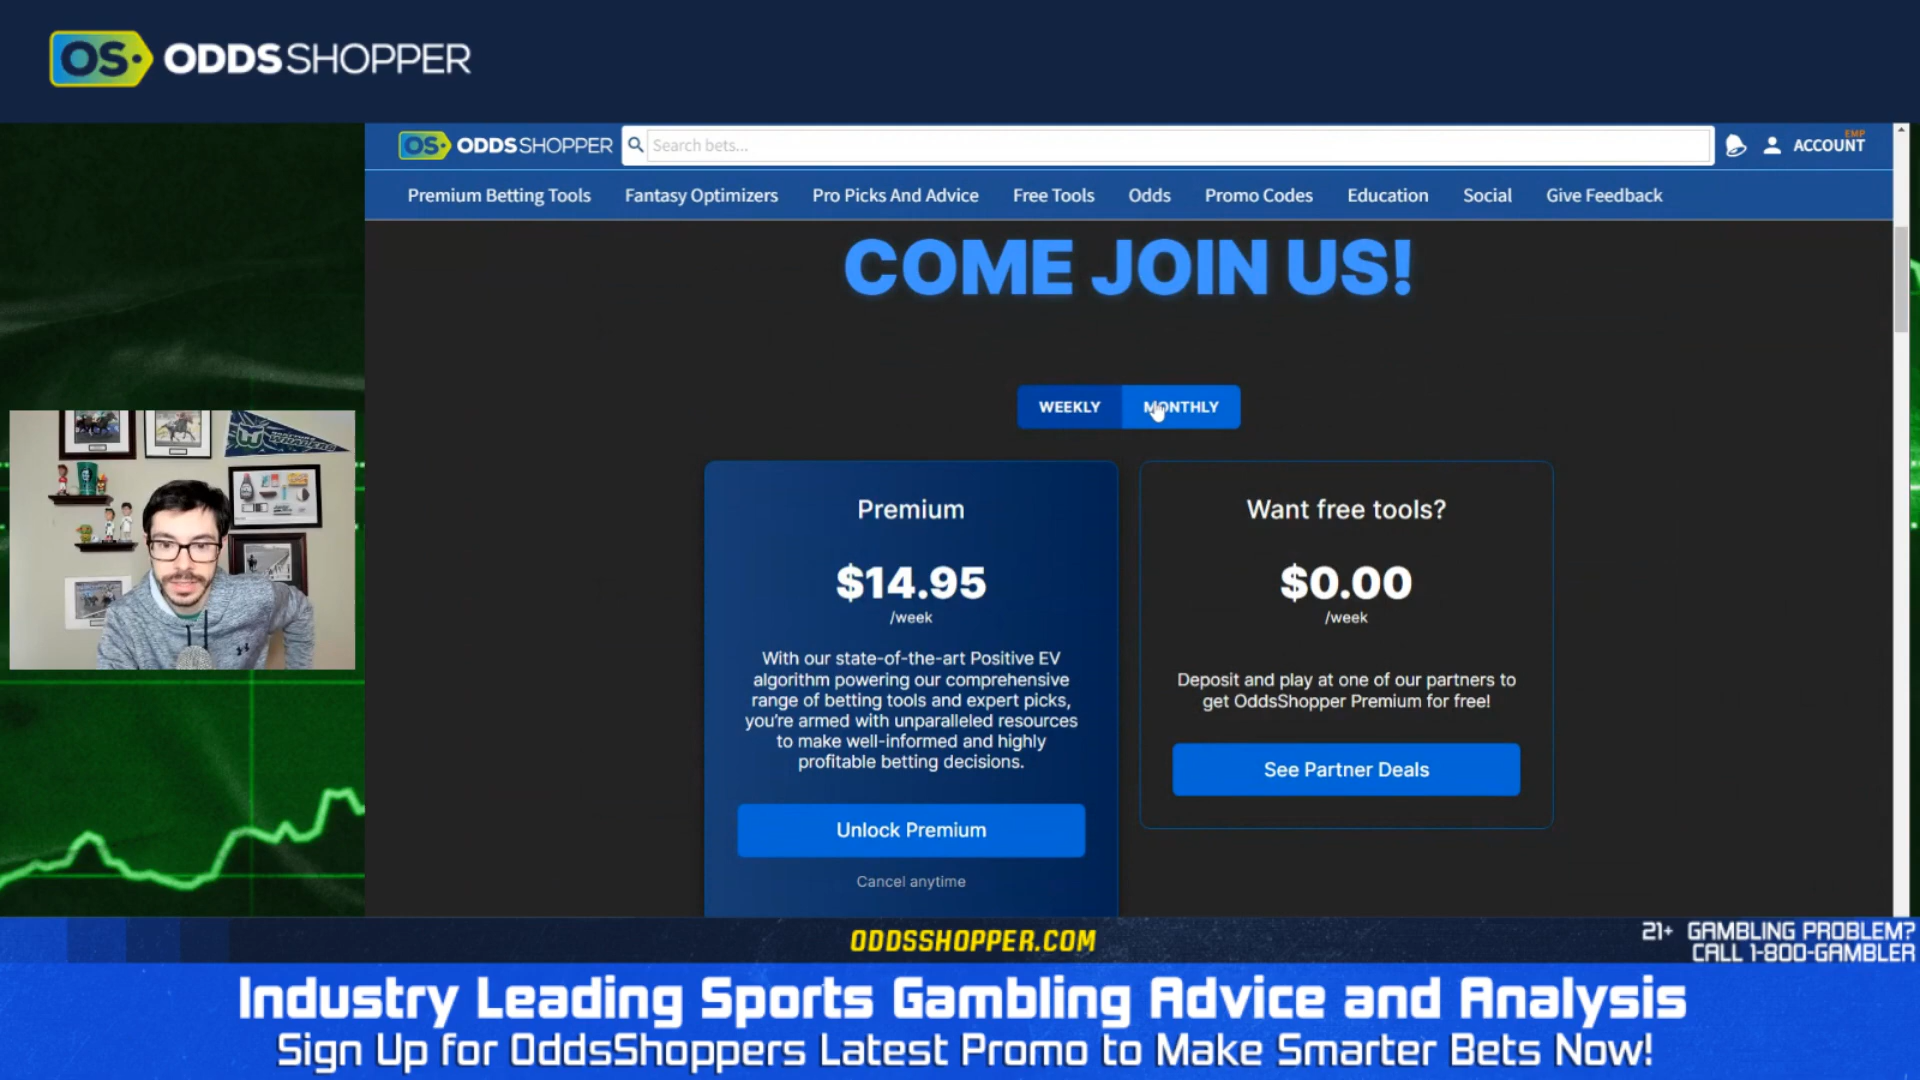 OS ODDSSHOPPER
OS ODDSSHOPPER
Search bets...
EMP
ACCOUNT
Premium Betting Tools Fantasy Optimizers Pro Picks And Advice Free Tools Odds Promo Codes Education Social Give Feedback
COME JOIN US!
WEEKLY MONTHLY
Premium
$14.95
/week
With our state-of-the-art Positive EV
algorithm powering our comprehensive
range of betting tools and expert picks,
you're armed with unparalleled resources
to make well-informed and highly
profitable betting decisions.
Unlock Premium
Cancel anytime
Want free tools?
$0.00
/week
Deposit and play at one of our partners to
get OddsShopper Premium for free!
See Partner Deals
ODDSSHOPPER.COM
21+ GAMBLING PROBLEM?
CALL 1-800-GAMBLER
Industry Leading Sports Gambling Advice and Analysis
Sign Up for OddsShoppers Latest Promo to Make Smarter Bets Now!